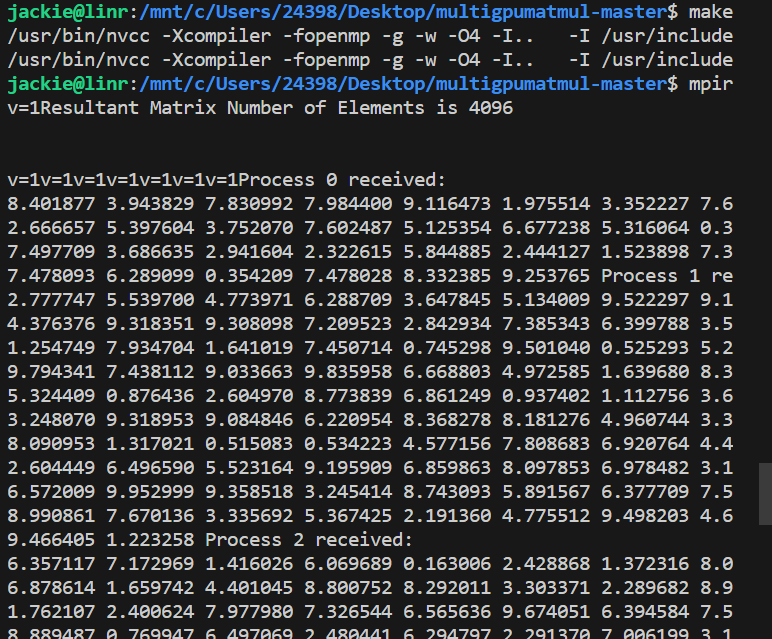 jackie@linr:/mnt/c/Users/24398/Desktop/multigpumatmul-master$ make
/usr/bin/nvcc -Xcompiler -fopenmp -g -w -O4 -I.. -I /usr/include
/usr/bin/nvcc -Xcompiler -fopenmp -g -w -O4 -I.. -I /usr/include
jackie@linr:/mnt/c/Users/24398/Desktop/multigpumatmul-master$ mpir
v=1Resultant Matrix Number of Elements is 4096
v=1v=1v=1v=1v=1v=1v=1Process 0 received:
8.401877 3.943829 7.830992 7.984400 9.116473 1.975514 3.352227 7.6
2.666657 5.397604 3.752070 7.602487 5.125354 6.677238 5.316064 0.3
7.497709 3.686635 2.941604 2.322615 5.844885 2.444127 1.523898 7.3
7.478093 6.289099 0.354209 7.478028 8.332385 9.253765 Process 1 re
2.777747 5.539700 4.773971 6.288709 3.647845 5.134009 9.522297 9.1
4.376376 9.318351 9.308098 7.209523 2.842934 7.385343 6.399788 3.5
1.254749 7.934704 1.641019 7.450714 0.745298 9.501040 0.525293 5.2
9.794341 7.438112 9.033663 9.835958 6.668803 4.972585 1.639680 8.3
5.324409 0.876436 2.604970 8.773839 6.861249 0.937402 1.112756 3.6
3.248070 9.318953 9.084846 6.220954 8.368278 8.181276 4.960744 3.3
8.090953 1.317021 0.515083 0.534223 4.577156 7.808683 6.920764 4.4
2.604449 6.496590 5.523164 9.195909 6.859863 8.097853 6.978482 3.1
6.572009 9.952999 9.358518 3.245414 8.743093 5.891567 6.377709 7.5
8.990861 7.670136 3.335692 5.367425 2.191360 4.775512 9.498203 4.6
9.466405 1.223258 Process 2 received:
6.357117 7.172969 1.416026 6.069689 0.163006 2.428868 1.372316 8.0
6.878614 1.659742 4.401045 8.800752 8.292011 3.303371 2.289682 8.9
1.762107 2.400624 7.977980 7.326544 6.565636 9.674051 6.394584 7.5
8.889487 0.769947 6.497069 2.480441 6.294797 2.291370 7.006199 3.1